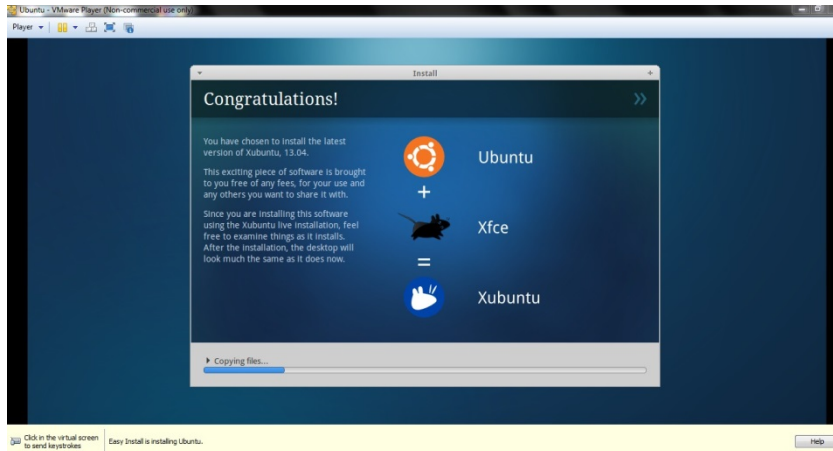 Ubuntu - VMware Player (Non-commercial use only)
Player
Install
Congratulations!
You have chosen to install the latest
version of Xubuntu, 13.04.
This exciting piece of software is brought
to you free of any fees, for your use and
any others you want to share it with.
Since you are installing this software
using the Xubuntu live installation, feel
free to examine things as it installs.
After the installation, the desktop will
look much the same as it does now.
Ubuntu
+
Xfce
=
Xubuntu
Copying files...
Click in the virtual screen
to send keystrokes
Easy Install is installing Ubuntu.
Help